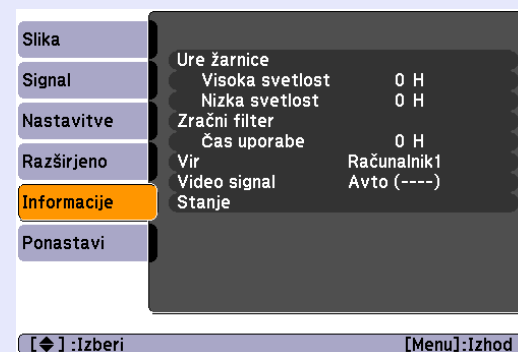 Slika
Signal
Nastavitve
Razširjeno
Informacije
Ponastavi
Ure žarnice
Visoka svetlost 0 H
Nizka svetlost 0 H
Zračni filter
Čas uporabe 0 H
Vir Računalnik1
Video signal Avto (----)
Stanje
[◆] :Izberi [Menu]:Izhod